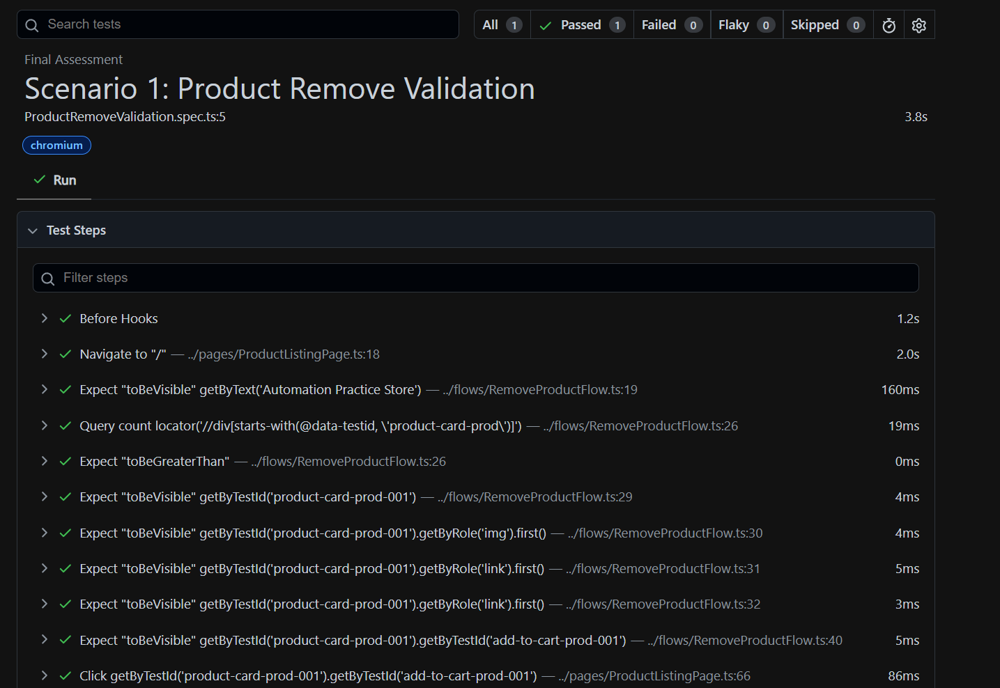 Search tests
All 1 Passed 1 Failed 0 Flaky 0 Skipped 0
Final Assessment
Scenario 1: Product Remove Validation
ProductRemoveValidation.spec.ts:5 3.8s
chromium
Run
Test Steps
Filter steps
Before Hooks 1.2s
Navigate to "/" — ../pages/ProductListingPage.ts:18 2.0s
Expect "toBeVisible" getByText('Automation Practice Store') — ../flows/RemoveProductFlow.ts:19 160ms
Query count locator('//div[starts-with(@data-testid, \'product-card-prod\')]') — ../flows/RemoveProductFlow.ts:26 19ms
Expect "toBeGreaterThan" — ../flows/RemoveProductFlow.ts:26 0ms
Expect "toBeVisible" getByTestId('product-card-prod-001') — ../flows/RemoveProductFlow.ts:29 4ms
Expect "toBeVisible" getByTestId('product-card-prod-001').getByRole('img').first() — ../flows/RemoveProductFlow.ts:30 4ms
Expect "toBeVisible" getByTestId('product-card-prod-001').getByRole('link').first() — ../flows/RemoveProductFlow.ts:31 5ms
Expect "toBeVisible" getByTestId('product-card-prod-001').getByRole('link').first() — ../flows/RemoveProductFlow.ts:32 3ms
Expect "toBeVisible" getByTestId('product-card-prod-001').getByTestId('add-to-cart-prod-001') — ../flows/RemoveProductFlow.ts:40 5ms
Click getByTestId('product-card-prod-001').getByTestId('add-to-cart-prod-001') — ../pages/ProductListingPage.ts:66 86ms